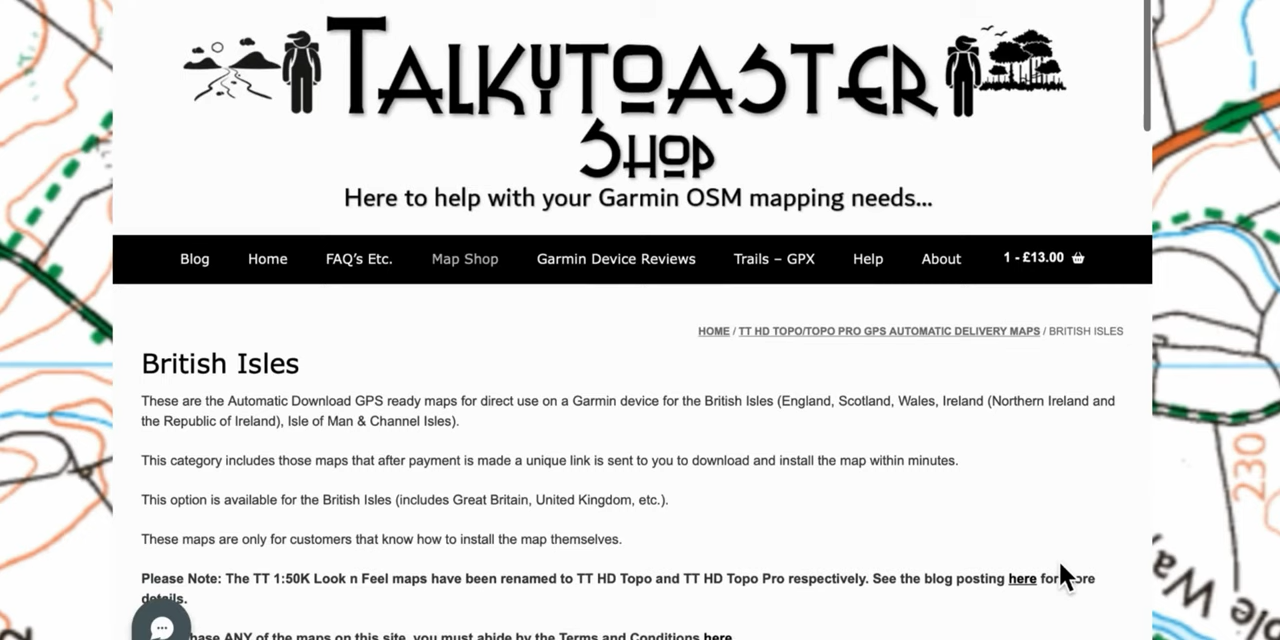 TALKYTOASTER
SHOP
Here to help with your Garmin OSM mapping needs...
Blog Home FAQ's Etc. Map Shop Garmin Device Reviews Trails – GPX Help About 1 - £13.00
HOME / TT HD TOPO/TOPO PRO GPS AUTOMATIC DELIVERY MAPS / BRITISH ISLES
British Isles
These are the Automatic Download GPS ready maps for direct use on a Garmin device for the British Isles (England, Scotland, Wales, Ireland (Northern Ireland and
the Republic of Ireland), Isle of Man & Channel Isles).
This category includes those maps that after payment is made a unique link is sent to you to download and install the map within minutes.
This option is available for the British Isles (includes Great Britain, United Kingdom, etc.).
These maps are only for customers that know how to install the map themselves.
Please Note: The TT 1:50K Look n Feel maps have been renamed to TT HD Topo and TT HD Topo Pro respectively. See the blog posting here for more
details.
ANY of the maps on this site, you must abide by the Terms and Conditions here
230